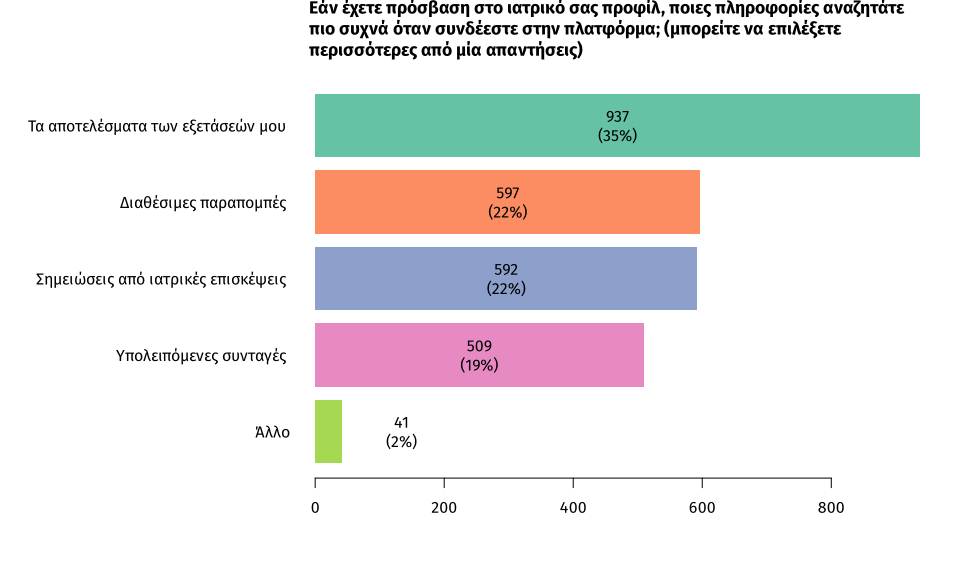 Εάν έχετε πρόσβαση στο ιατρικό σας προφίλ, ποιες πληροφορίες αναζητάτε
πιο συχνά όταν συνδέεστε στην πλατφόρμα; (μπορείτε να επιλέξετε
περισσότερες από μία απαντήσεις)
Τα αποτελέσματα των εξετάσεών μου
937
(35%)
Διαθέσιμες παραπομπές
597
(22%)
Σημειώσεις από ιατρικές επισκέψεις
592
(22%)
Υπολειπόμενες συνταγές
509
(19%)
Άλλο
41
(2%)
0 200 400 600 800